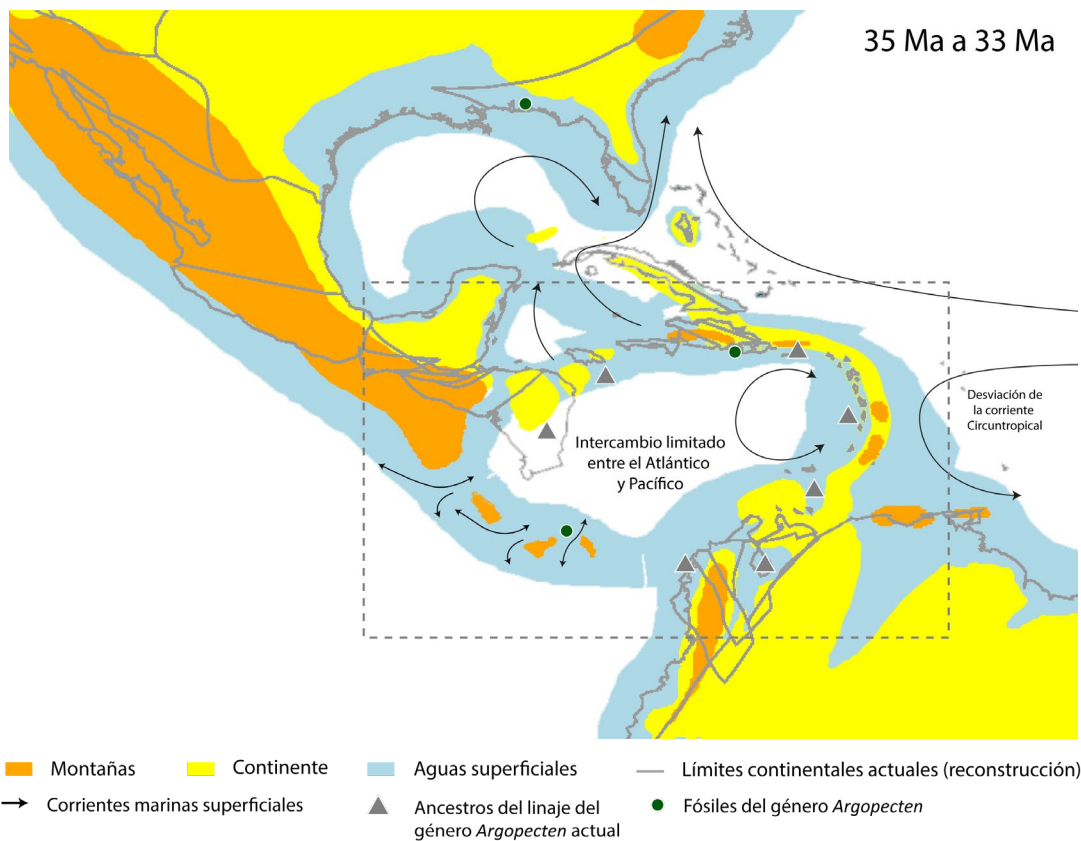 35 Ma a 33 Ma
Desviación de
la corriente
Circuntropical
Intercambio limitado
entre el Atlántico
y Pacífico
Montañas
Continente
Aguas superficiales
Límites continentales actuales (reconstrucción)
Corrientes marinas superficiales
Ancestros del linaje del
género Argopecten actual
Fósiles del género Argopecten